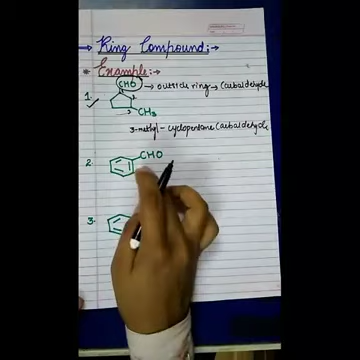 → Ring Compound:→
* Example:→
CHO → outside ring → Carbaldehyde
1.
CH3
3-methyl-cyclopentane Carbaldehyde
CHO
2.
3.